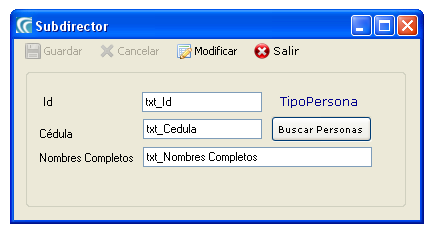 Subdirector
Guardar Cancelar Modificar Salir
Id txt_Id TipoPersona
Cédula txt_Cedula Buscar Personas
Nombres Completos txt_Nombres Completos